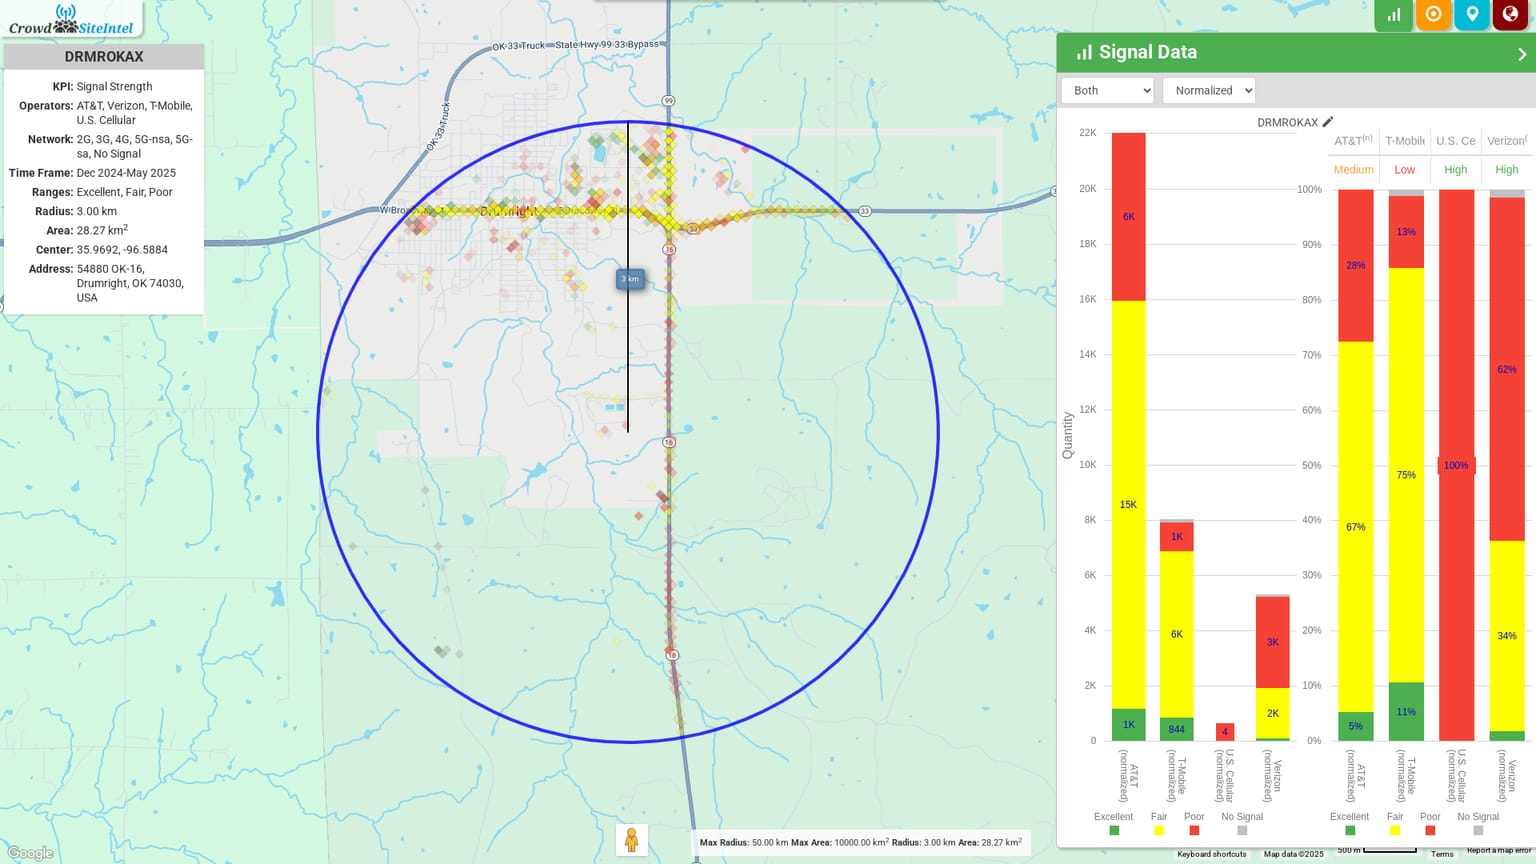 CrowdSiteIntel
DRMROKAX
KPI: Signal Strength
Operators: AT&T, Verizon, T-Mobile,
U.S. Cellular
Network: 2G, 3G, 4G, 5G-nsa, 5G-
sa, No Signal
Time Frame: Dec 2024-May 2025
Ranges: Excellent, Fair, Poor
Radius: 3.00 km
Area: 28.27 km²
Center: 35.9692, -96.5884
Address: 54880 OK-16,
Drumright, OK 74030,
USA
OK-33 Truck
State Hwy 99-33 Bypass
OK-33 Truck
99
W Bro
Drumright
33
33
16
3 km
16
16
Google
Max Radius: 50.00 km Max Area: 10000.00 km² Radius: 3.00 km Area: 28.27 km²
Signal Data
Both
Normalized
DRMROKAX
Quantity
22K
20K
18K
16K
14K
12K
10K
8K
6K
4K
2K
0
6K
15K
1K
1K
6K
844
4
3K
2K
AT&T (normalized)
T-Mobile (normalized)
U.S. Cellular (normalized)
Verizon (normalized)
Excellent
Fair
Poor
No Signal
AT&T(n)
T-Mobile
U.S. Ce
Verizon(
Medium
Low
High
High
100%
90%
80%
70%
60%
50%
40%
30%
20%
10%
0%
28%
67%
5%
13%
75%
11%
100%
62%
34%
AT&T (normalized)
T-Mobile (normalized)
U.S. Cellular (normalized)
Verizon (normalized)
Excellent
Fair
Poor
No Signal
Keyboard shortcuts
Map data ©2025
500 m
Terms
Report a map error